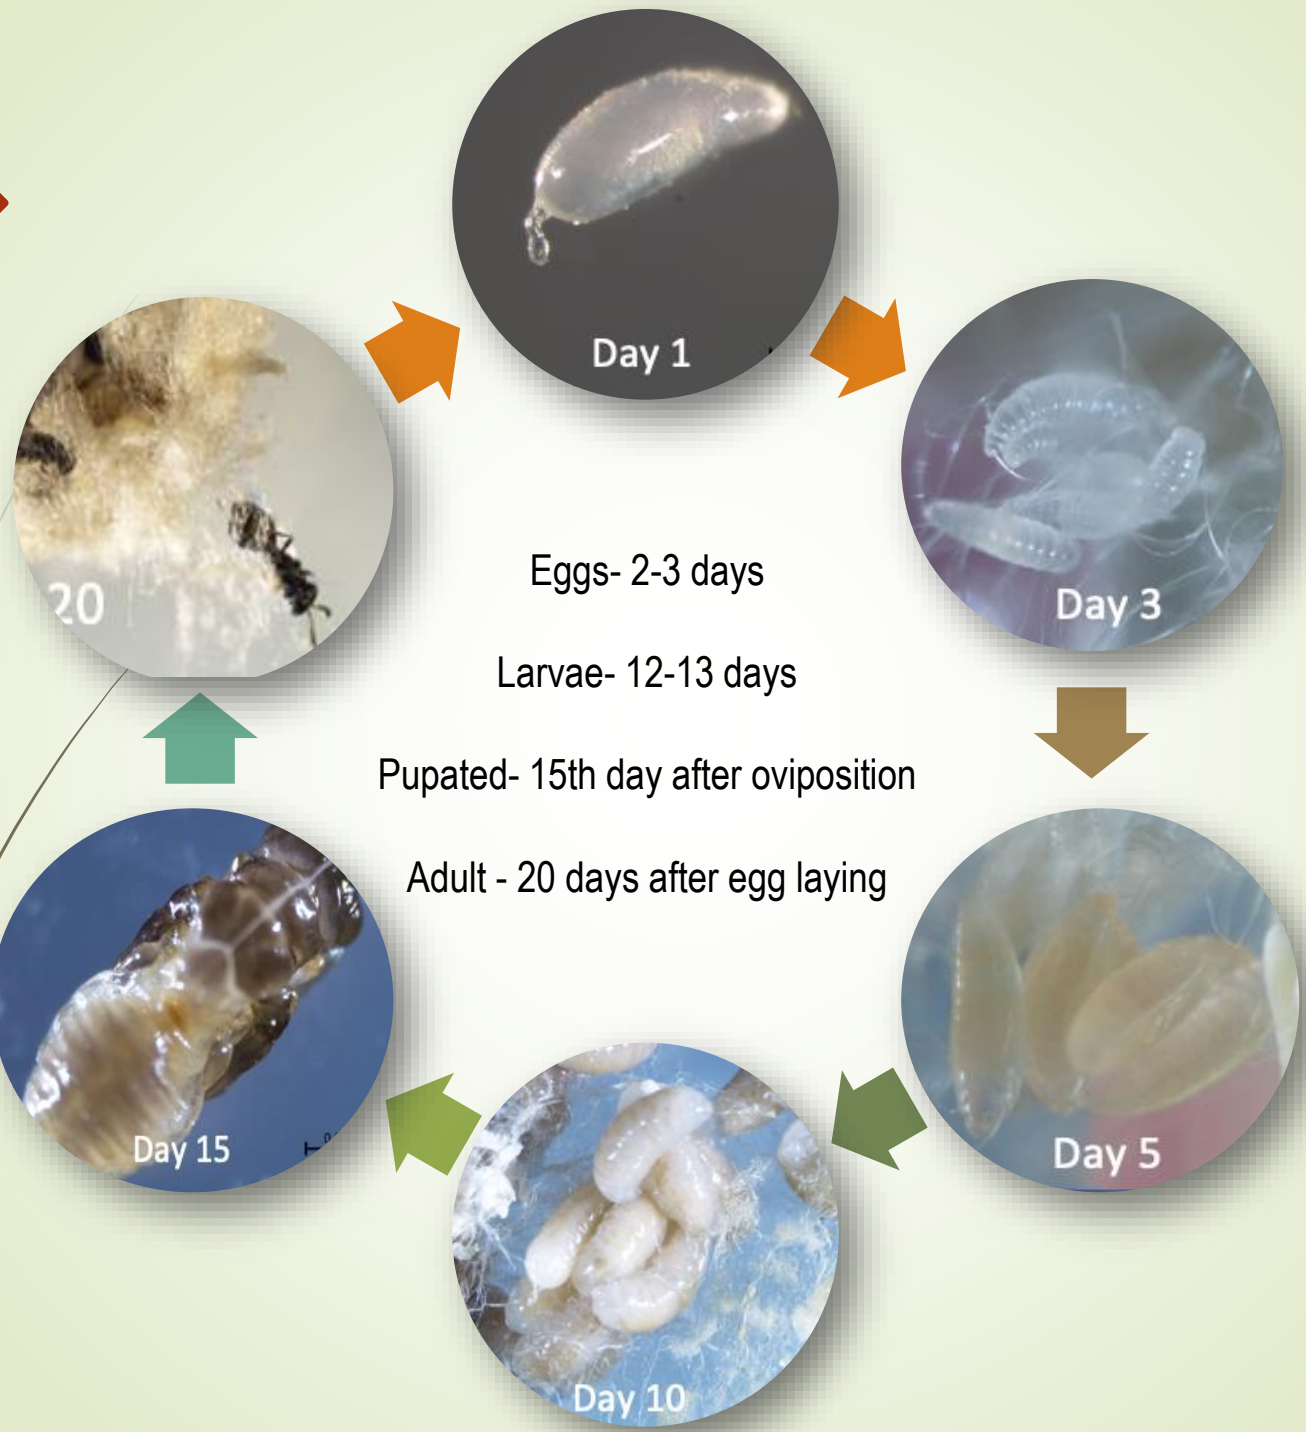 Day 1
Day 3
Eggs- 2-3 days
20
Larvae- 12-13 days
Pupated- 15th day after oviposition
Adult - 20 days after egg laying
Day 15
Day 5
Day 10